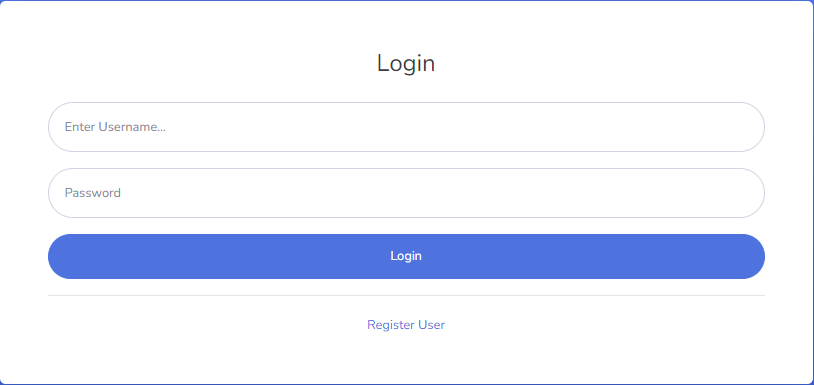 Login
Enter Username...
Password
Login
Register User